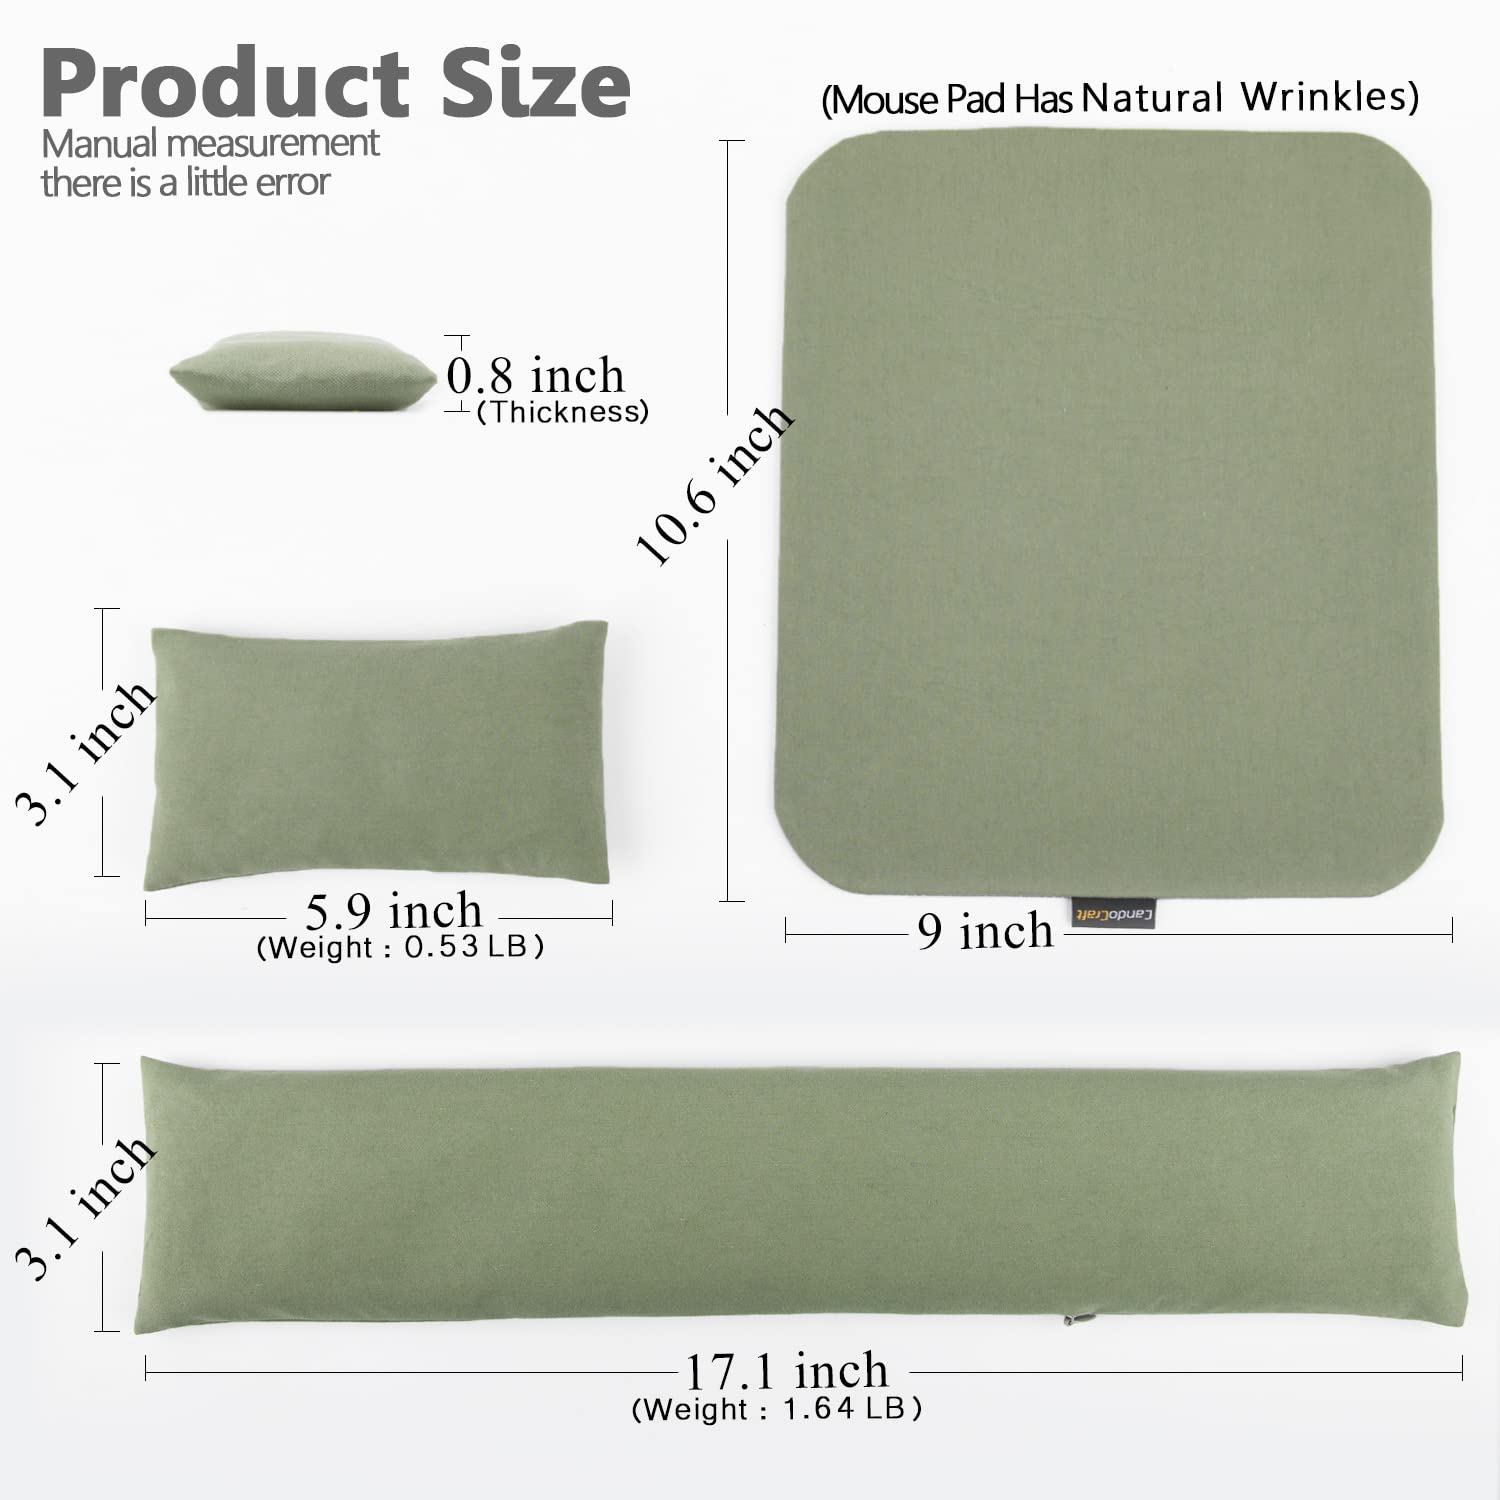 Product Size
Manual measurement
there is a little error
(Mouse Pad Has Natural Wrinkles)
0.8 inch
(Thickness)
10.6 inch
3.1 inch
5.9 inch
(Weight : 0.53 LB)
CandoCraft
9 inch
3.1 inch
17.1 inch
(Weight : 1.64 LB)